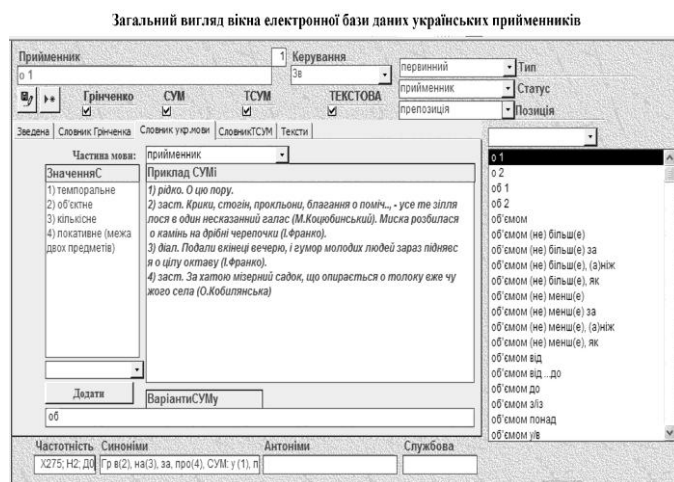 Загальний вигляд вікна електронної бази даних українських прийменників
Прийменник 1 Керування
о 1
3в
первинний Тип
прийменник Статус
препозиція Позиція
Грінченко СУМ ТСУМ ТЕКСТОВА
Зведена Словник Грінченка Словник укр.мови СловникТСУМ Тексти
Частина мови: прийменник
ЗначенняС
1) темпоральне
2) об'єктне
3) кількісне
4) локативне (межа
двох предметів)
Приклад СУМі
1) рідко. О цю пору.
2) заст. Крики, стогін, прокльони, благання о поміч.., - усе те зілля
лося в один несказанний галас (М.Коцюбинський). Миска розбилася
о камінь на дрібні черепочки (І.Франко).
3) діал. Подали вкінеці вечерю, і гумор молодих людей зараз підняєс
я о цілу октаву (І.Франко).
4) заст. За хатою мізерний садок, що опирається о толоку вже чу
жого села (О.Кобилянська)
Додати
ВаріантиСУМу
об
о 1
о 2
об 1
об 2
об'ємом
об'ємом (не) більш(е)
об'ємом (не) більш(е) за
об'ємом (не) більш(е), (а)ніж
об'ємом (не) більш(е), як
об'ємом (не) менш(е)
об'ємом (не) менш(е) за
об'ємом (не) менш(е), (а)ніж
об'ємом (не) менш(е), як
об'ємом від
об'ємом від ...до
об'ємом до
об'ємом з/із
об'ємом понад
об'ємом у/в
Частотність Синоніми Антоніми Службова
Х275; Н2; Д0 Гр в(2), на(3), за, про(4), СУМ: у (1), п